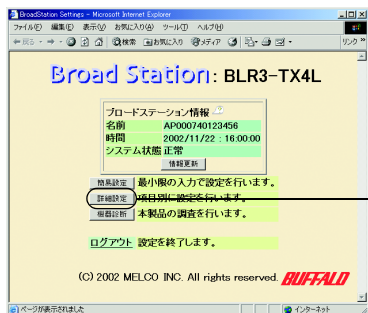 BroadStation Settings - Microsoft Internet Explorer
ファイル(F) 編集(E) 表示(V) お気に入り(A) ツール(T) ヘルプ(H)
戻る 検索 お気に入り メディア リンク
Broad Station: BLR3-TX4L
ブロードステーション情報
名前 AP000740123456
時間 2002/11/22 : 16:00:00
システム状態 正常
情報更新
簡易設定 最小限の入力で設定を行います。
詳細設定 項目別に設定を行います。
機器診断 本製品の調査を行います。
ログアウト 設定を終了します。
(C) 2002 MELCO INC. All rights reserved. BUFFALO
ページが表示されました インターネット